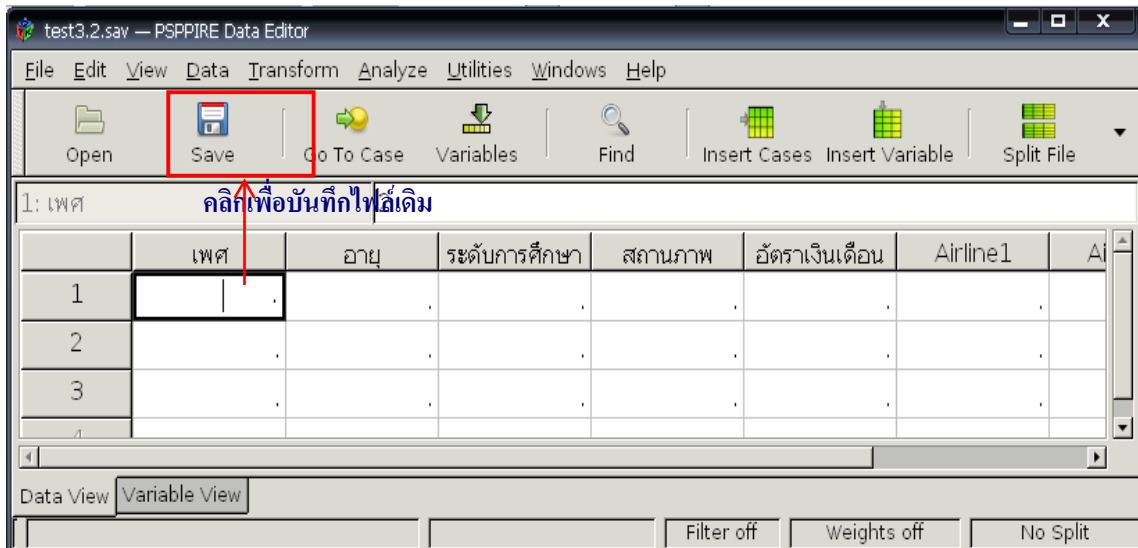 test3.2.sav — PSPPIRE Data Editor
File Edit View Data Transform Analyze Utilities Windows Help
Open Save Go To Case Variables Find Insert Cases Insert Variable Split File
1: เพศ
คลิกเพื่อบันทึกไฟล์เดิม
เพศ อายุ ระดับการศึกษา สถานภาพ อัตราเงินเดือน Airline1 Ai
1 . . . . . .
2 . . . . . .
3 . . . . . .
4
Data View Variable View
Filter off Weights off No Split